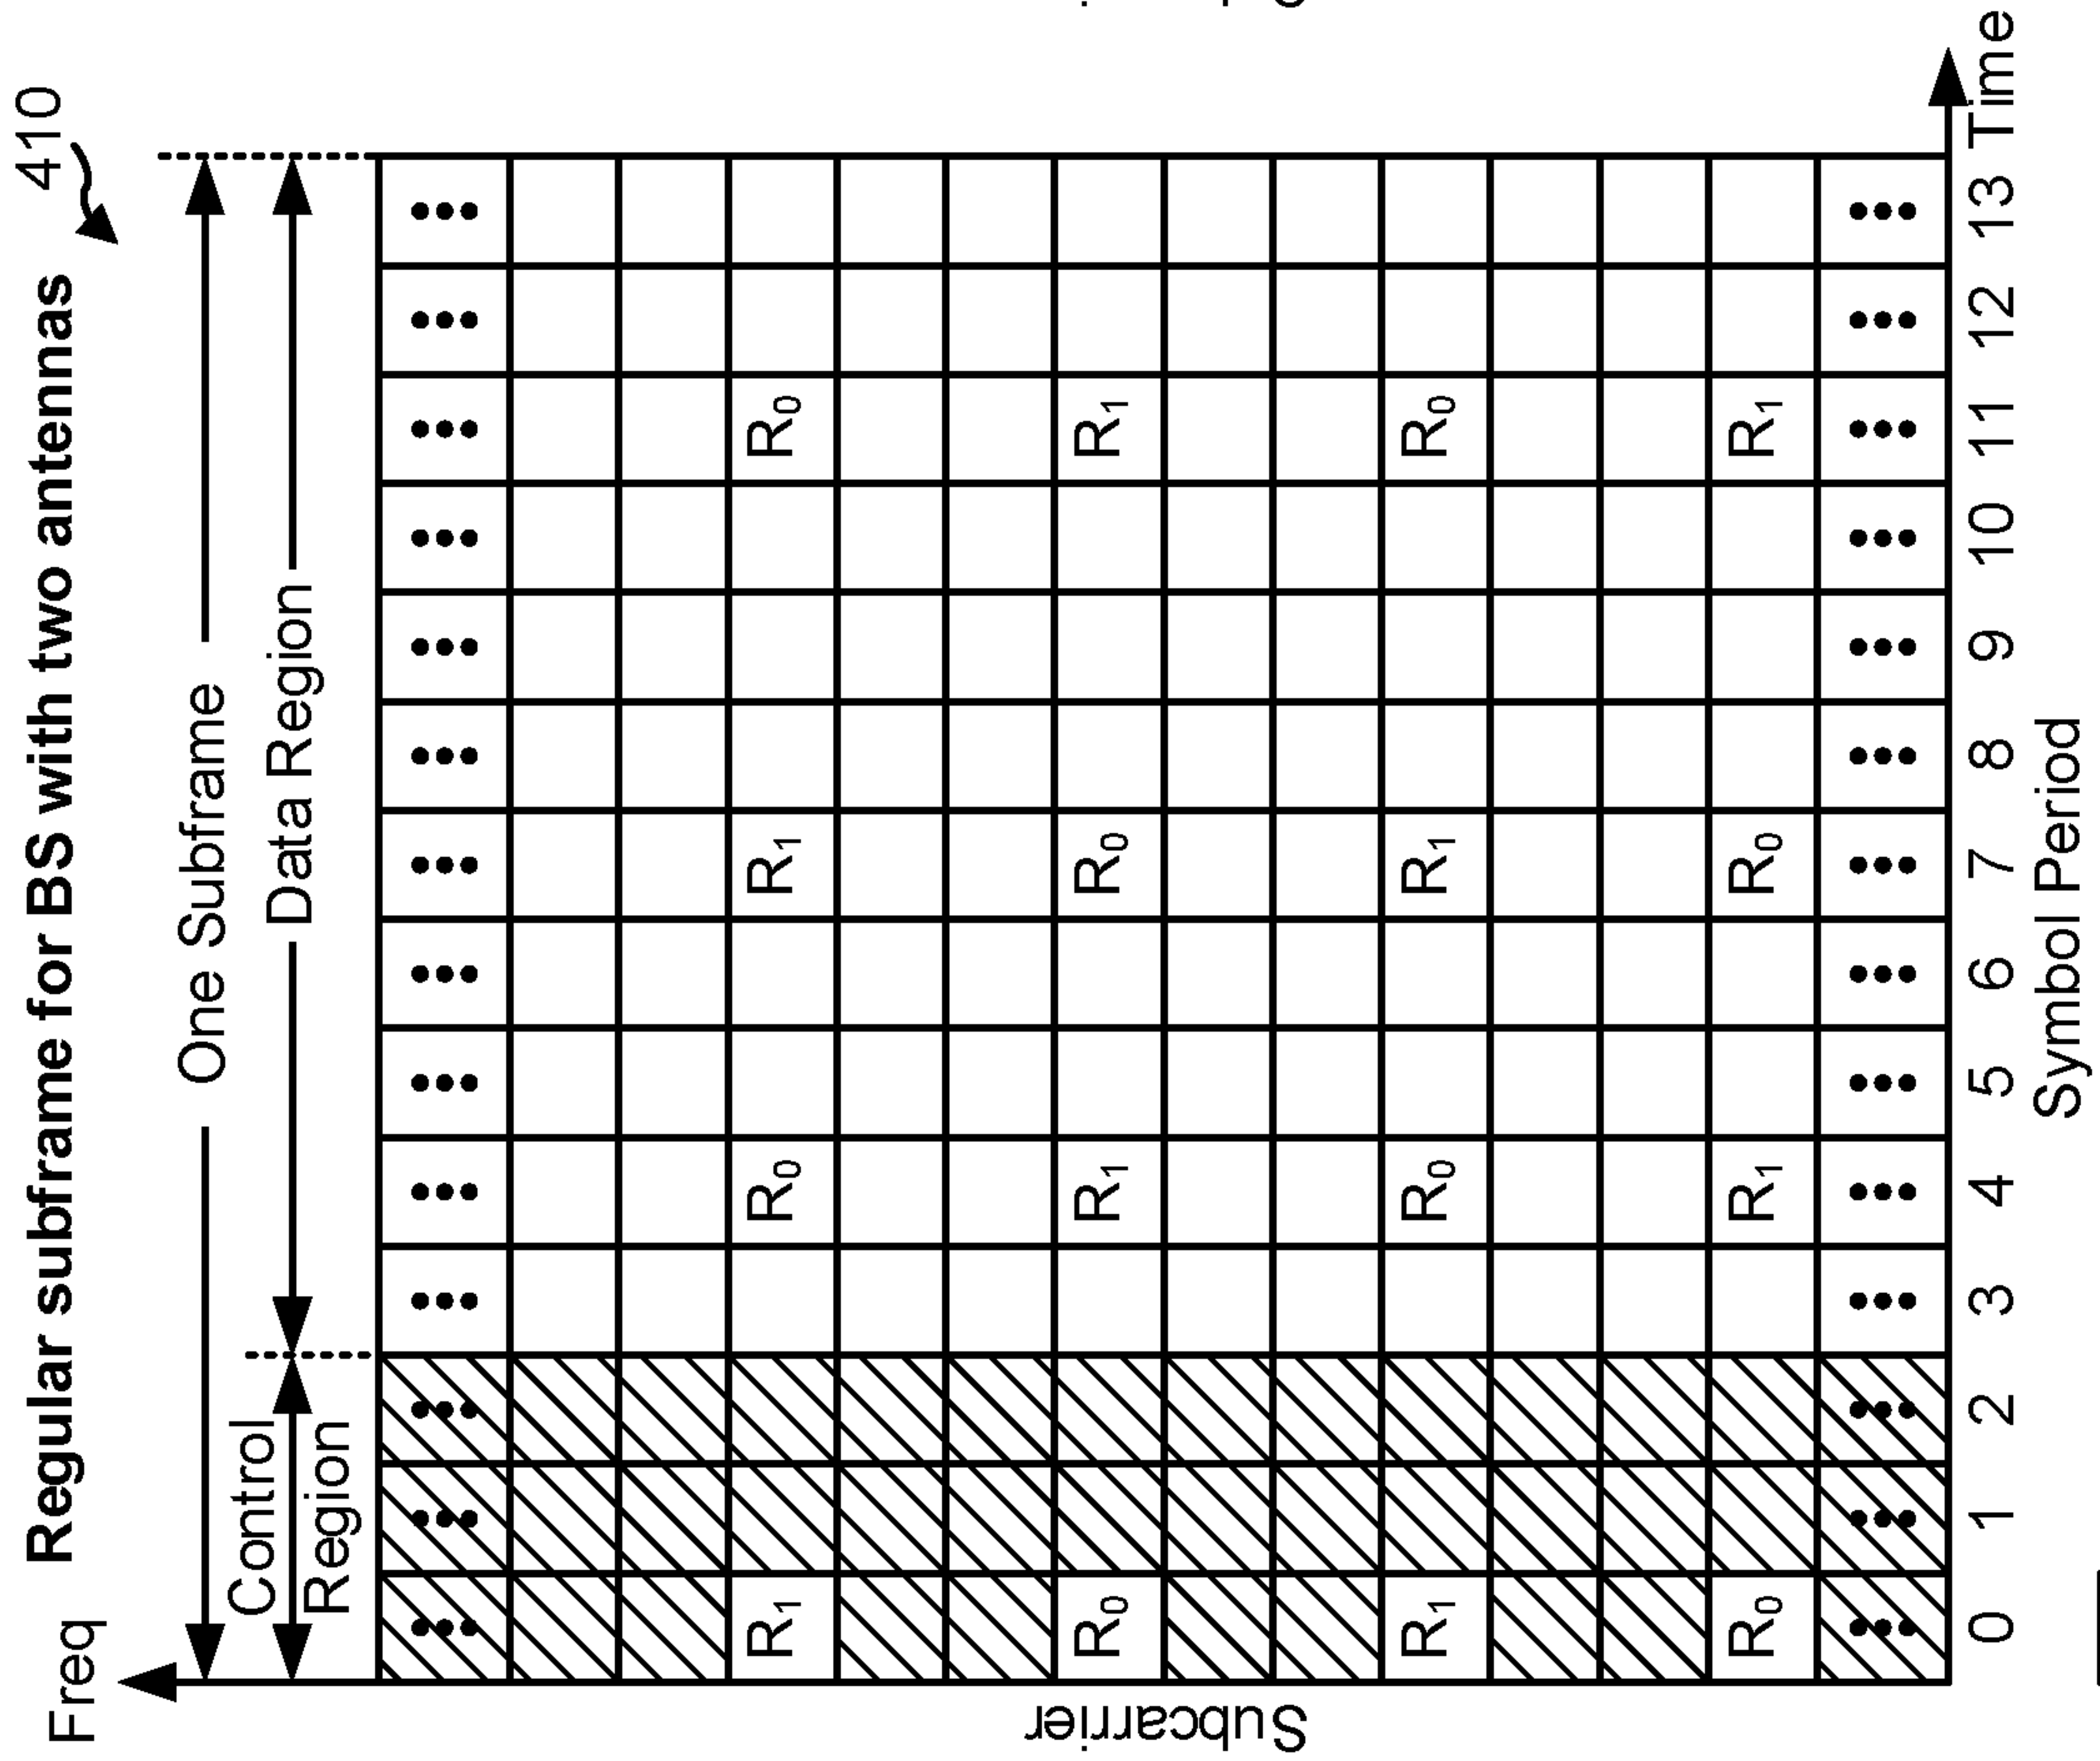 Regular subframe for BS with two antennas
410
Freq
One Subframe
Control
Region
Data Region
R₁ R₀ R₁ R₀
R₀ R₁ R₀ R₁
R₁ R₀ R₁ R₀
R₀ R₁ R₀ R₁
Subcarrier
0 1 2 3 4 5 6 7 8 9 10 11 12 13 Time
Symbol Period